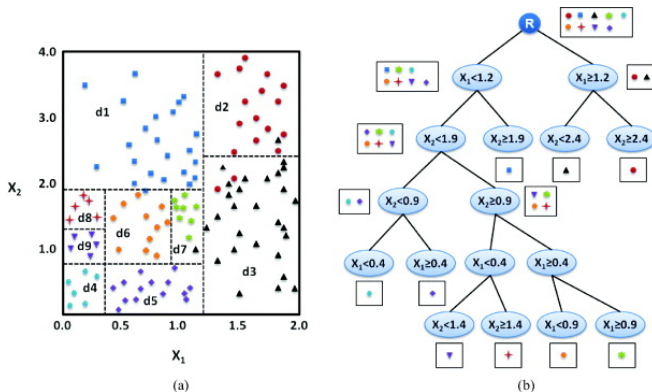 4.0
3.0
2.0
1.0
0.0 0.5 1.0 1.5 2.0
X2
X1
d1
d2
d8
d6
d9
d7
d3
d4
d5
(a)
R
X1<1.2 X1≥1.2
X2<1.9 X2≥1.9 X2<2.4 X2≥2.4
X2<0.9 X2≥0.9
X1<0.4 X1≥0.4 X1<0.4 X1≥0.4
X2<1.4 X2≥1.4 X1<0.9 X1≥0.9
(b)